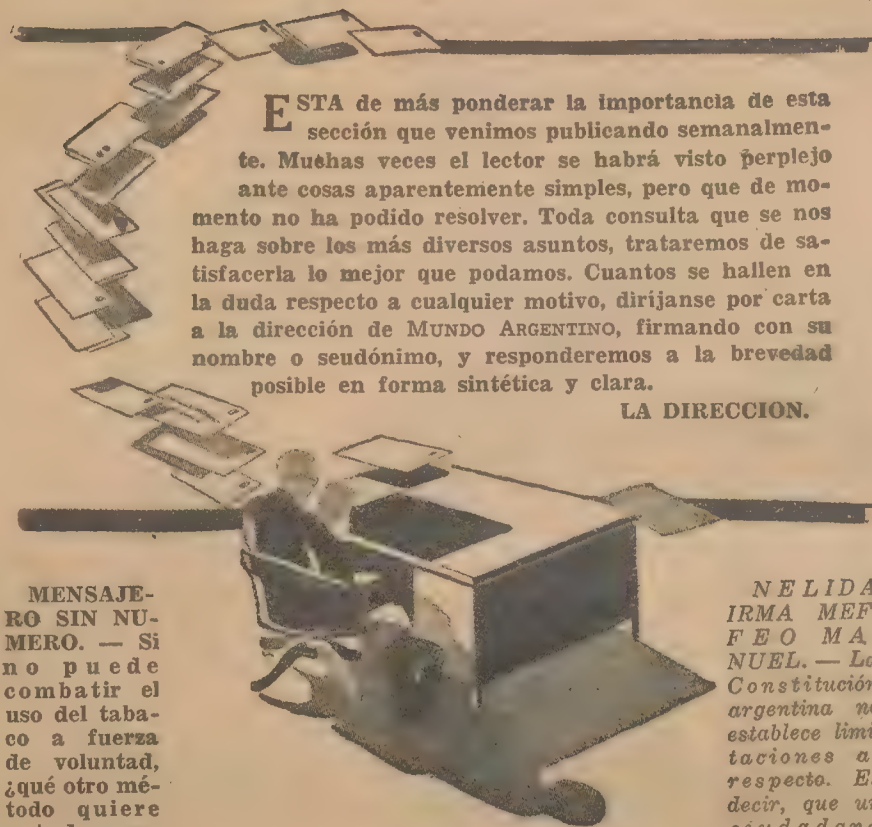 ESTA de más ponderar la importancia de esta
sección que venimos publicando semanalmen-
te. Muchas veces el lector se habrá visto perplejo
ante cosas aparentemente simples, pero que de mo-
mento no ha podido resolver. Toda consulta que se nos
haga sobre los más diversos asuntos, trataremos de sa-
tisfacerla lo mejor que podamos. Cuantos se hallen en
la duda respecto a cualquier motivo, diríjanse por carta
a la dirección de MUNDO ARGENTINO, firmando con su
nombre o seudónimo, y responderemos a la brevedad
posible en forma sintética y clara.
LA DIRECCION.
MENSAJE-
RO SIN NU-
MERO. — Si
no puede
combatir el
uso del taba-
co a fuerza
de voluntad,
¿qué otro mé-
todo quiere
NELIDA
IRMA MEF
FEO MA
NUEL. — La
Constitución
argentina no
establece limi
taciones a
respecto. Es
decir, que un